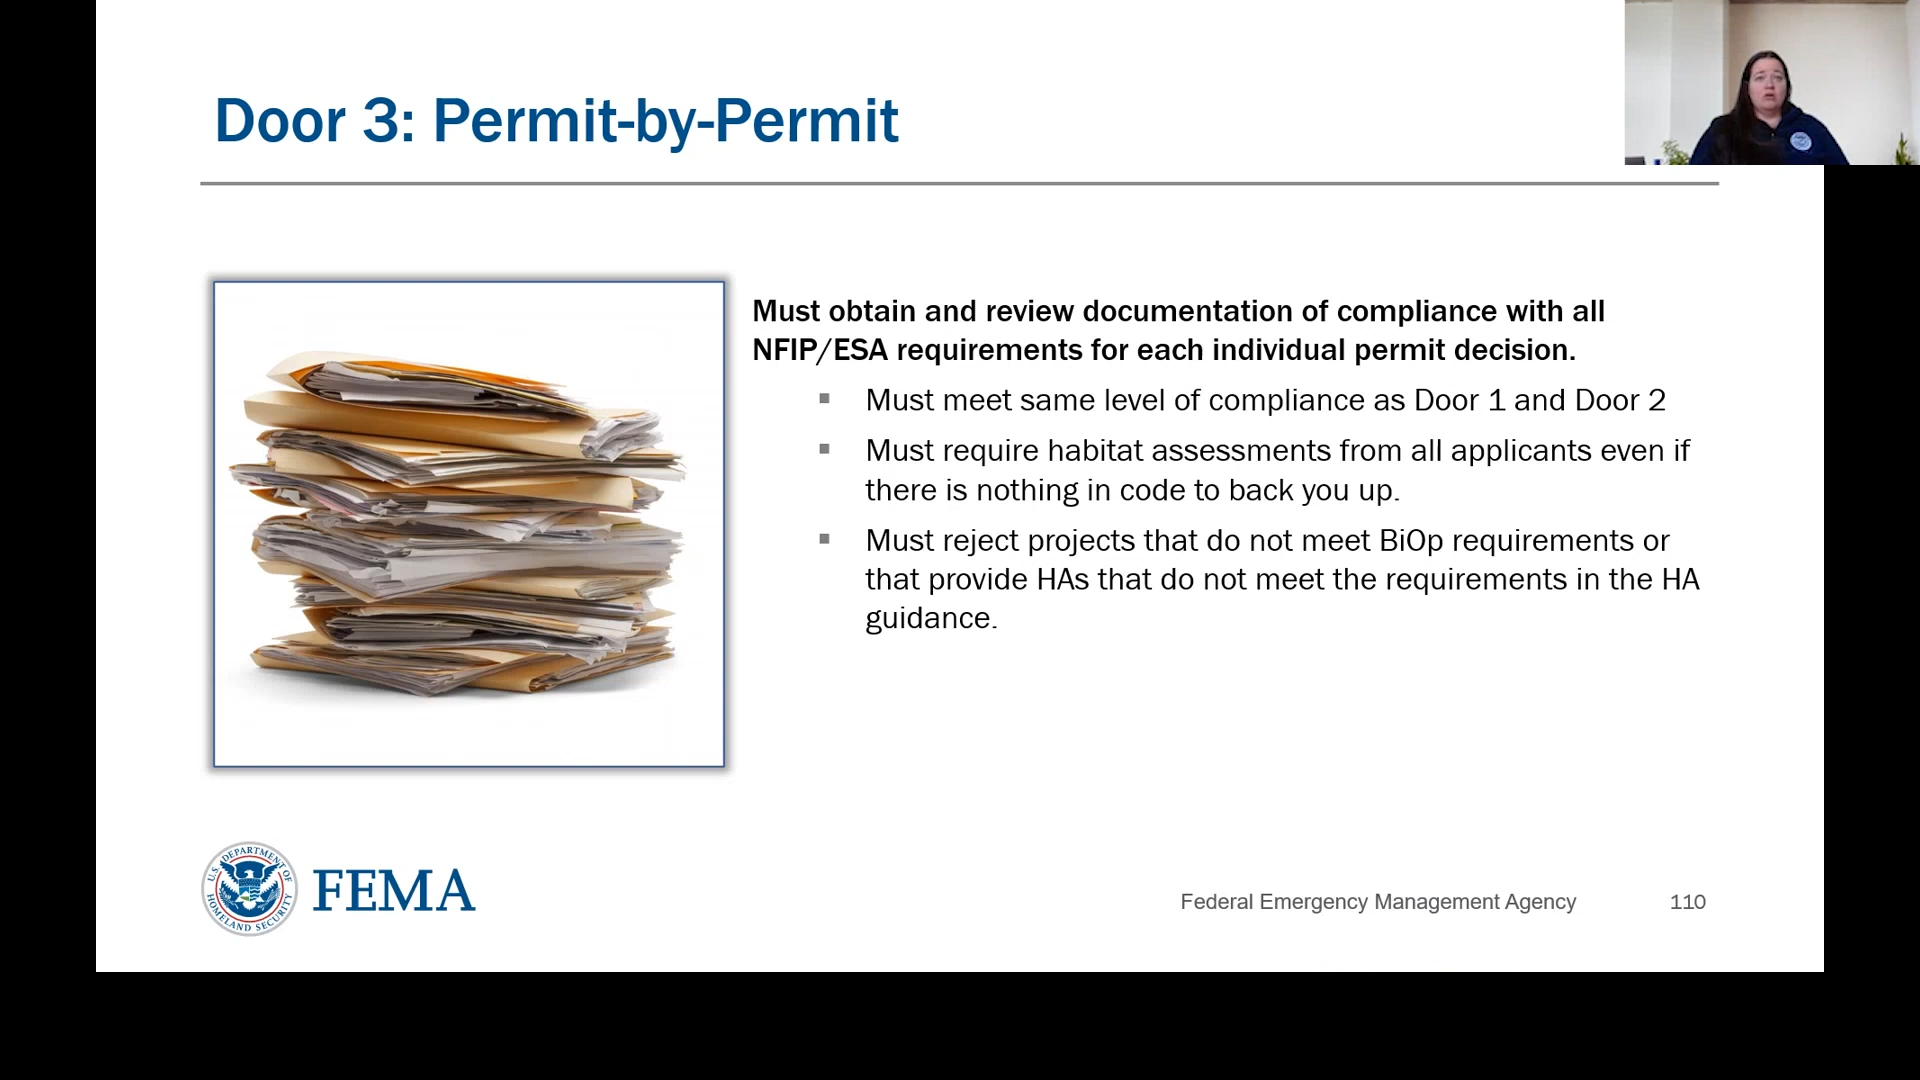 Door 3: Permit-by-Permit
Must obtain and review documentation of compliance with all
NFIP/ESA requirements for each individual permit decision.
▪ Must meet same level of compliance as Door 1 and Door 2
▪ Must require habitat assessments from all applicants even if
there is nothing in code to back you up.
▪ Must reject projects that do not meet BiOp requirements or
that provide HAs that do not meet the requirements in the HA
guidance.
U.S. DEPARTMENT OF
HOMELAND SECURITY
FEMA
Federal Emergency Management Agency 110